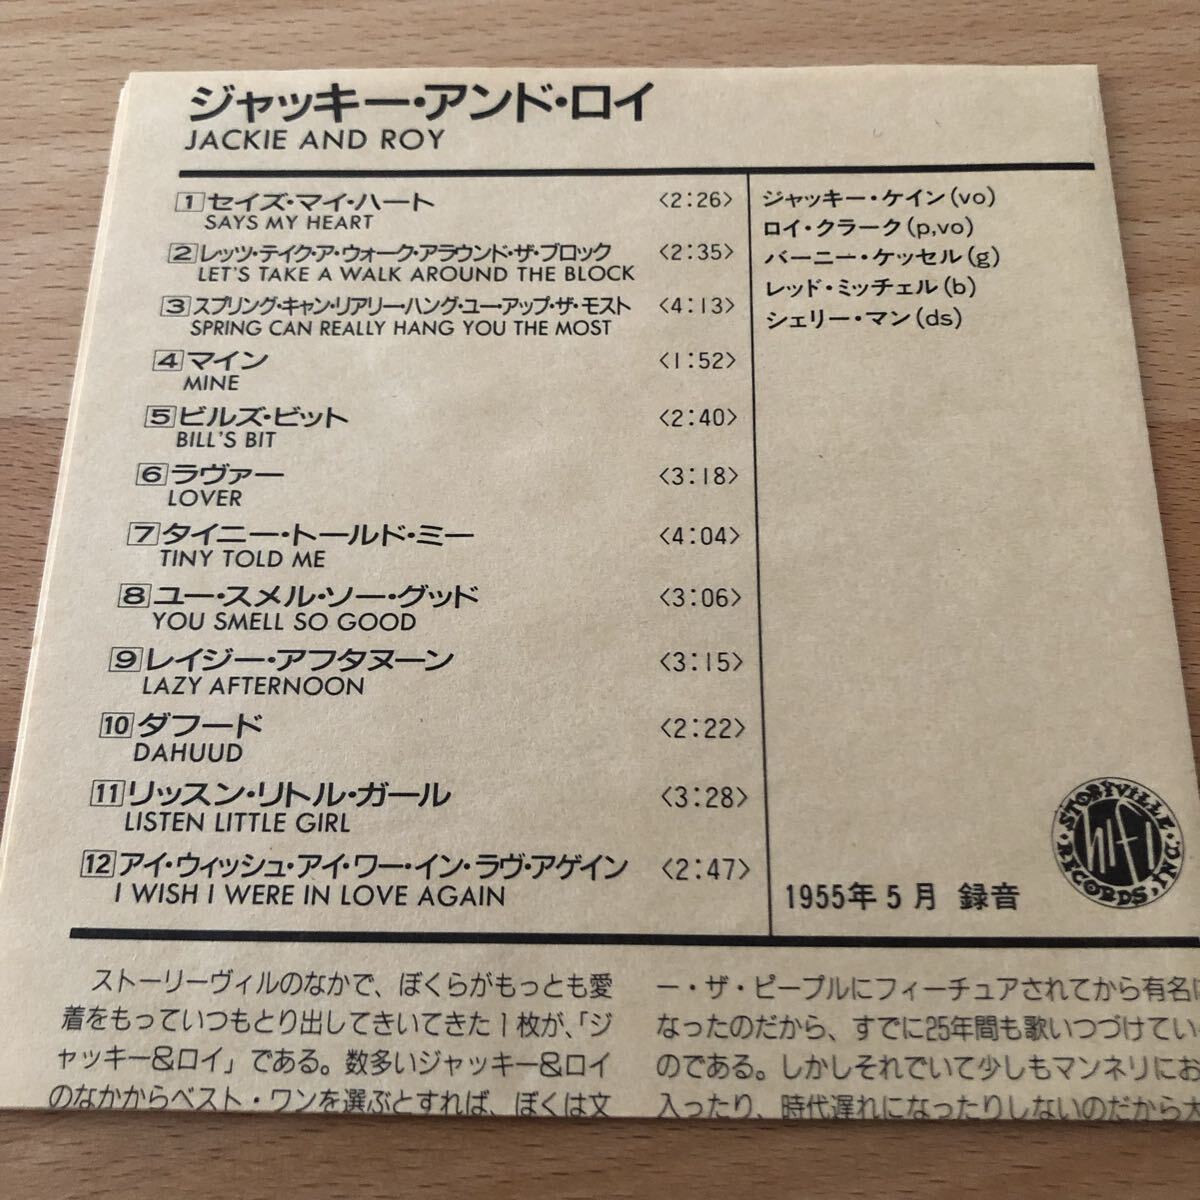 ジャッキー・アンド・ロイ
JACKIE AND ROY
1 セイズ・マイ・ハート 〈2:26〉
SAYS MY HEART
2 レッツ・テイク・ア・ウォーク・アラウンド・ザ・ブロック 〈2:35〉
LET'S TAKE A WALK AROUND THE BLOCK
3 スプリング・キャン・リアリー・ハング・ユー・アップ・ザ・モスト 〈4:13〉
SPRING CAN REALLY HANG YOU THE MOST
4 マイン 〈1:52〉
MINE
5 ビルズ・ビット 〈2:40〉
BILL'S BIT
6 ラヴァー 〈3:18〉
LOVER
7 タイニー・トールド・ミー 〈4:04〉
TINY TOLD ME
8 ユー・スメル・ソー・グッド 〈3:06〉
YOU SMELL SO GOOD
9 レイジー・アフタヌーン 〈3:15〉
LAZY AFTERNOON
10 ダフード 〈2:22〉
DAHUUD
11 リッスン・リトル・ガール 〈3:28〉
LISTEN LITTLE GIRL
12 アイ・ウィッシュ・アイ・ワー・イン・ラヴ・アゲイン 〈2:47〉
I WISH I WERE IN LOVE AGAIN
ジャッキー・ケイン(vo)
ロイ・クラーク(p,vo)
バーニー・ケッセル(g)
レッド・ミッチェル(b)
シェリー・マン(ds)
1955年5月 録音
STORYVILLE RECORDS, INC.
hifi
ストーリーヴィルのなかで、ぼくらがもっとも愛
着をもっていつもとり出してきいてきた1枚が、「ジ
ャッキー&ロイ」である。数多いジャッキー&ロイ
のなかからベスト・ワンを選ぶとすれば、ぼくは文
ー・ザ・ピープルにフィーチュアされてから有名に
なったのだから、すでに25年間も歌いつづけてい
のである。しかしそれでいて少しもマンネリにお
入ったり、時代遅れになったりしないのだから大